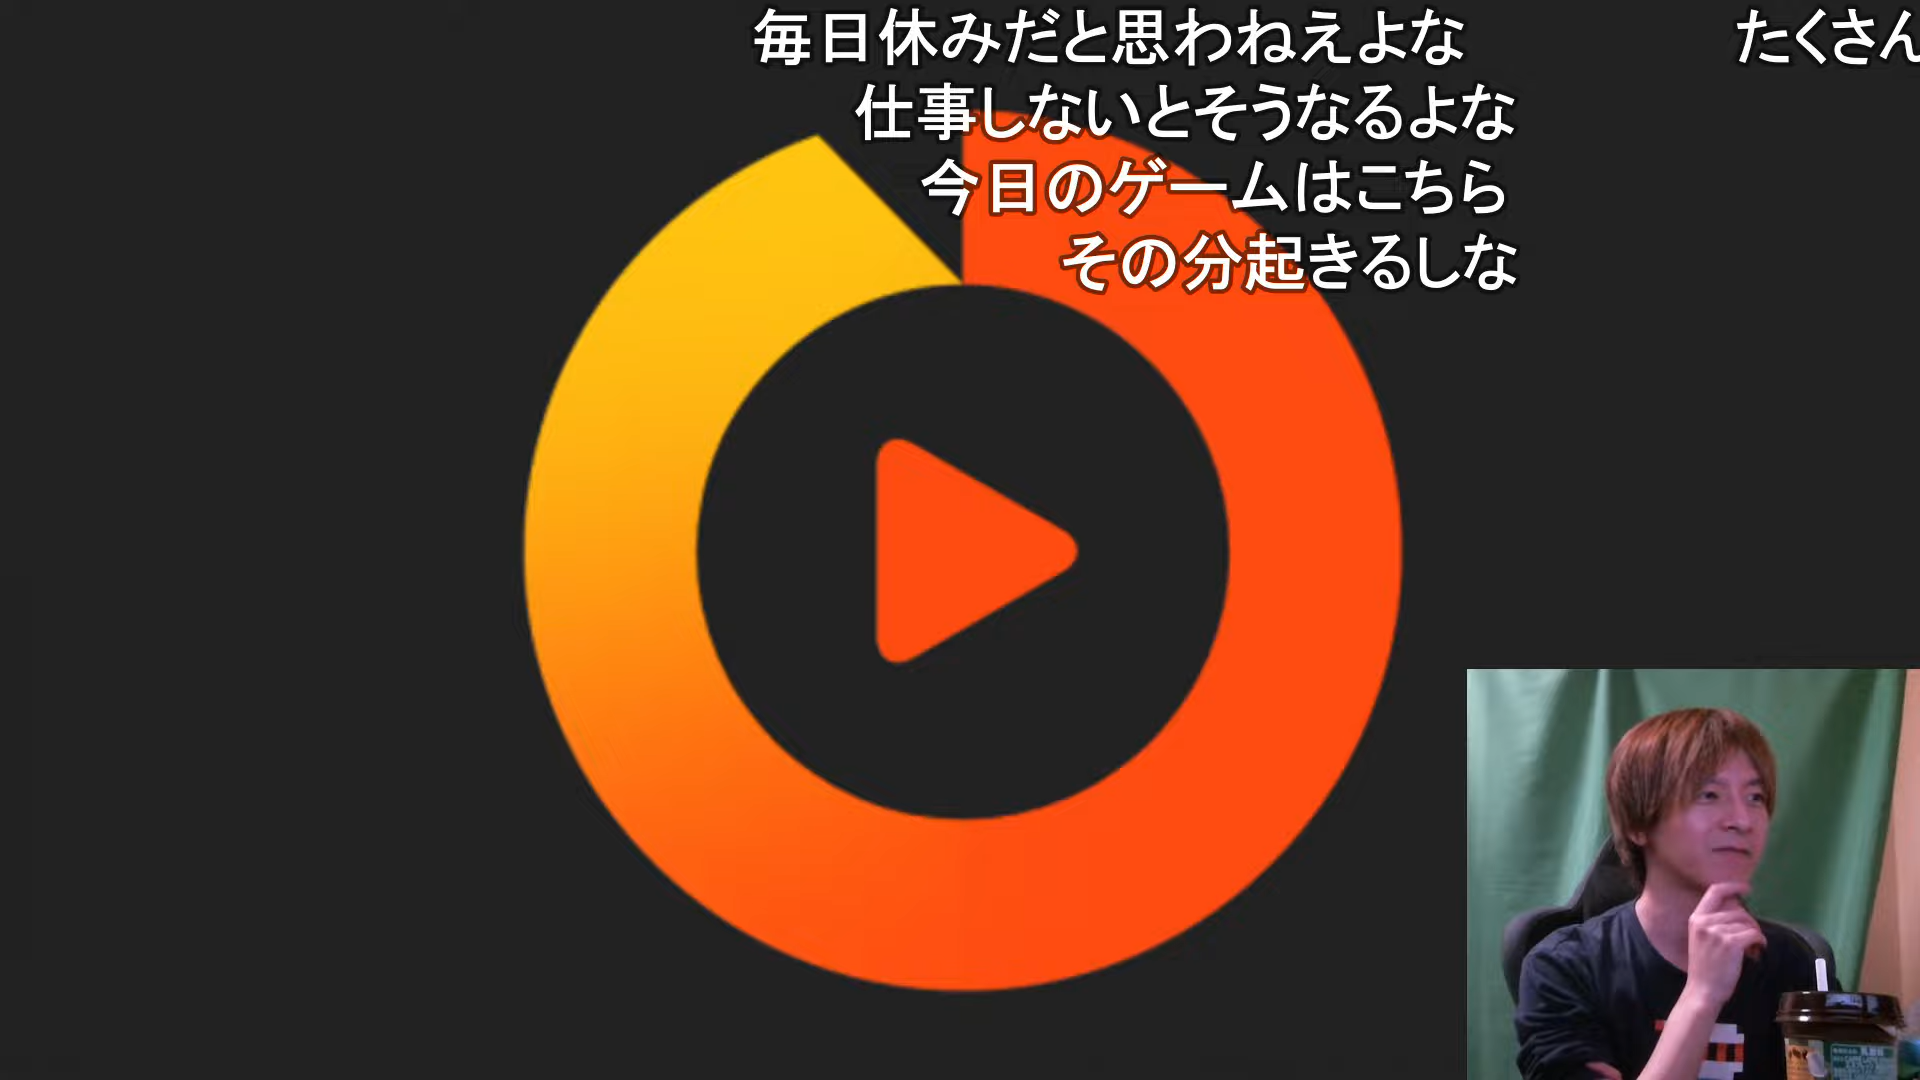 毎日休みだと思わねえよな
たくさん
仕事しないとそうなるよな
今日のゲームはこちら
その分起きるしな